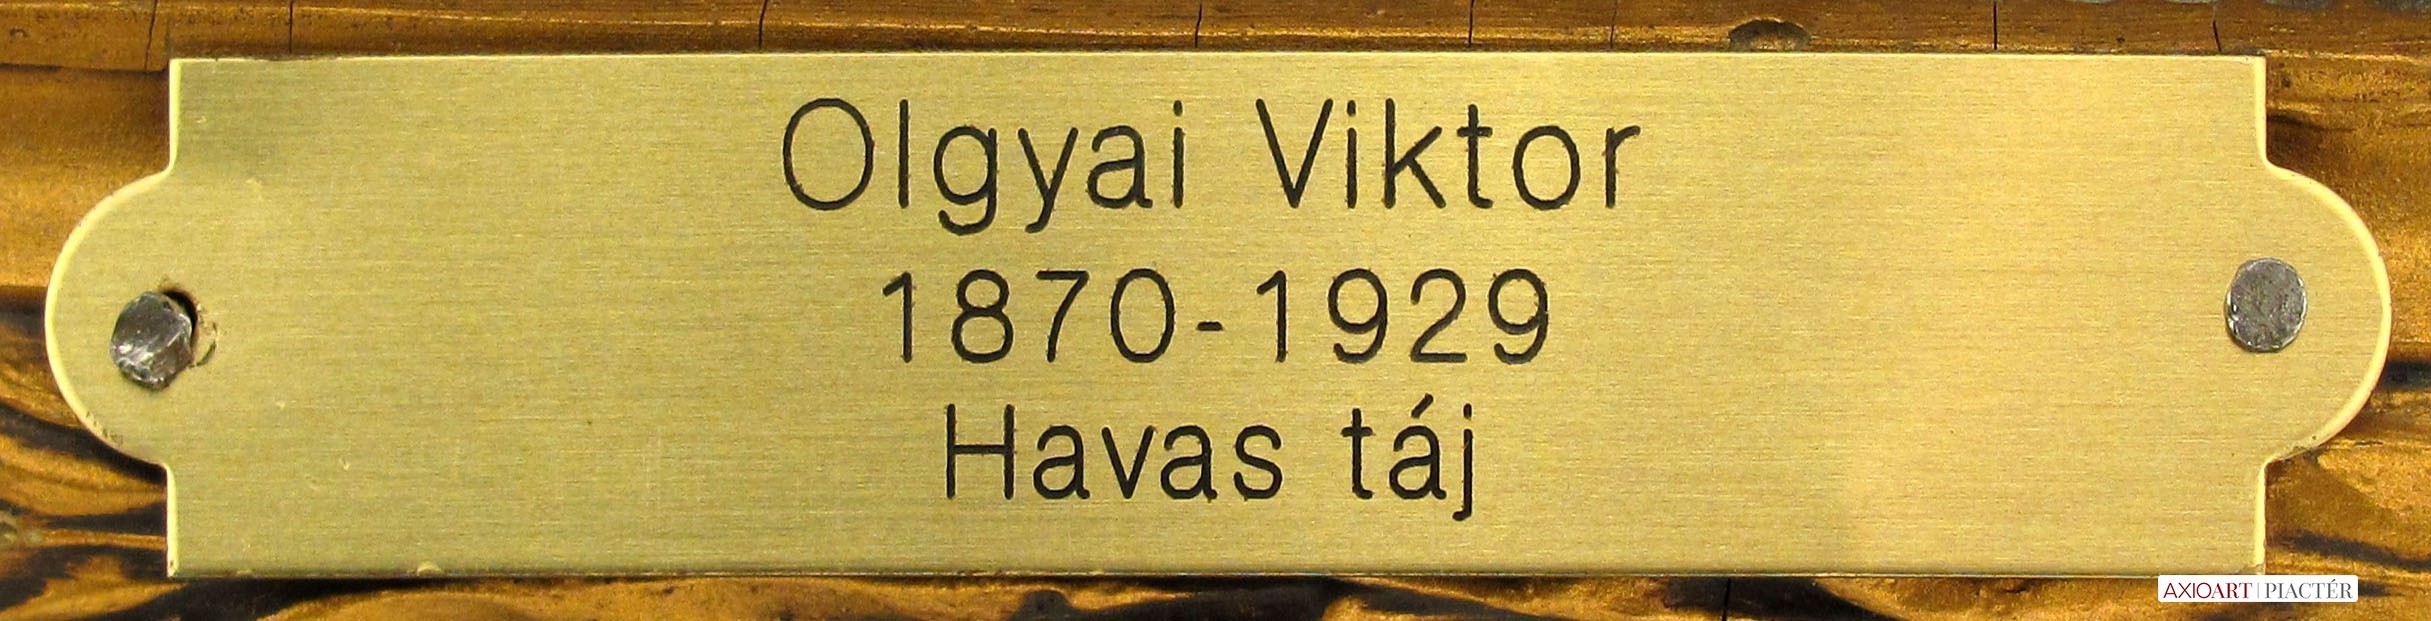 Olgyai Viktor
1870-1929
Havas táj
AXIOART | PIACTÉR